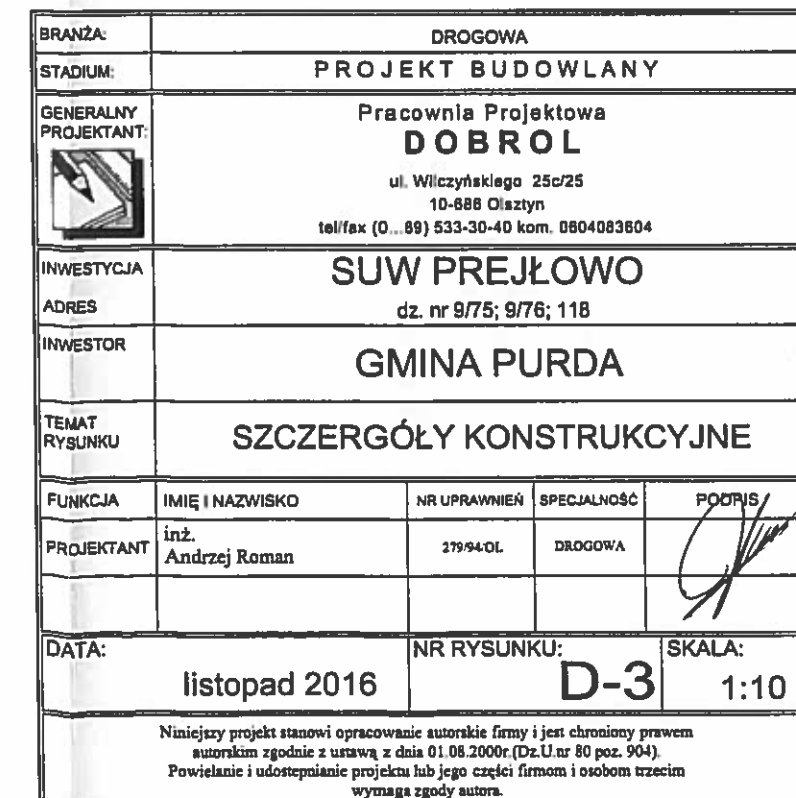 BRANŻA:
DROGOWA
STADIUM:
PROJEKT BUDOWLANY
GENERALNY
PROJEKTANT:
Pracownia Projektowa
DOBROL
ul. Wilczyńskiego 25c/25
10-686 Olsztyn
tel/fax (0...89) 533-30-40 kom. 0604083604
INWESTYCJA
SUW PREJŁOWO
ADRES
dz. nr 9/75; 9/76; 118
INWESTOR
GMINA PURDA
TEMAT
RYSUNKU
SZCZERGÓŁY KONSTRUKCYJNE
FUNKCJA IMIĘ I NAZWISKO NR UPRAWNIEŃ SPECJALNOŚĆ PODPIS
PROJEKTANT inż.
Andrzej Roman 279/94/OL DROGOWA
DATA: NR RYSUNKU: SKALA:
listopad 2016 D-3 1:10
Niniejszy projekt stanowi opracowanie autorskie firmy i jest chroniony prawem
autorskim zgodnie z ustawą z dnia 01.08.2000r.(Dz.U.nr 80 poz. 904).
Powielanie i udostepnianie projektu lub jego części firmom i osobom trzecim
wymaga zgody autora.